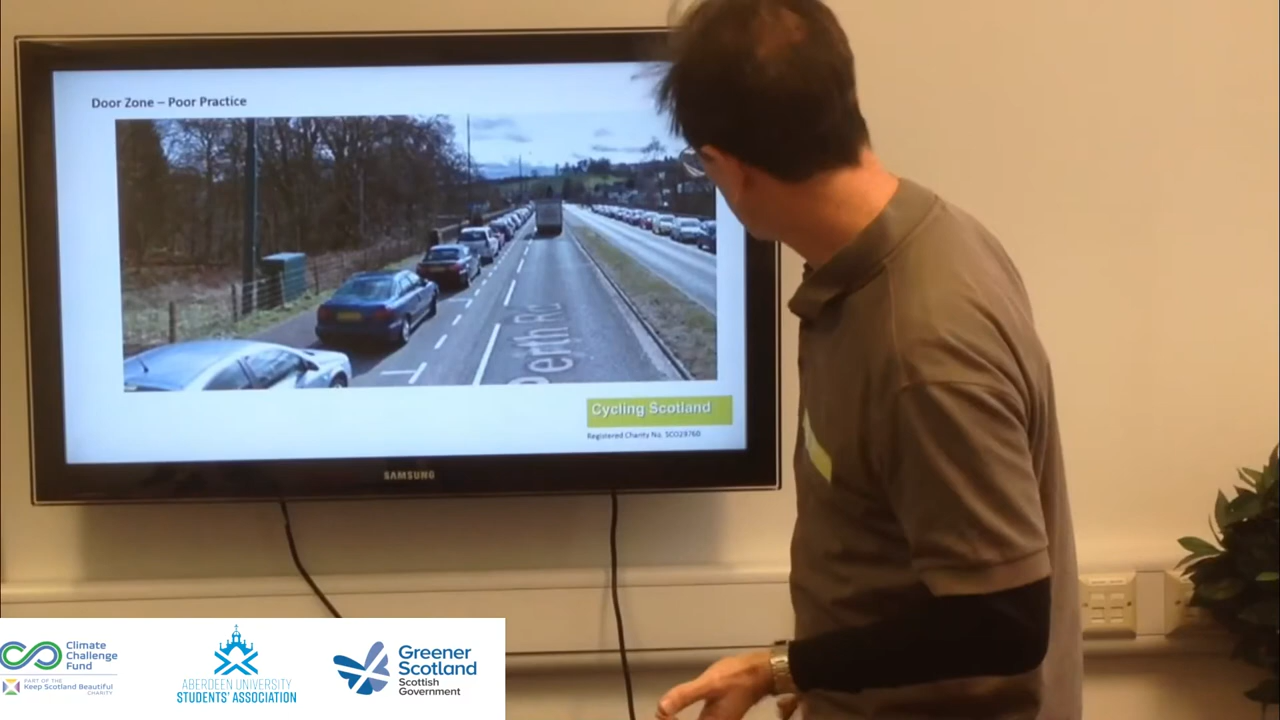 Door Zone – Poor Practice
Perth Rd
Cycling Scotland
Registered Charity No. SC029760
SAMSUNG
Climate
Challenge
Fund
PART OF THE
Keep Scotland Beautiful
CHARITY
ABERDEEN UNIVERSITY
STUDENTS' ASSOCIATION
Greener
Scotland
Scottish
Government